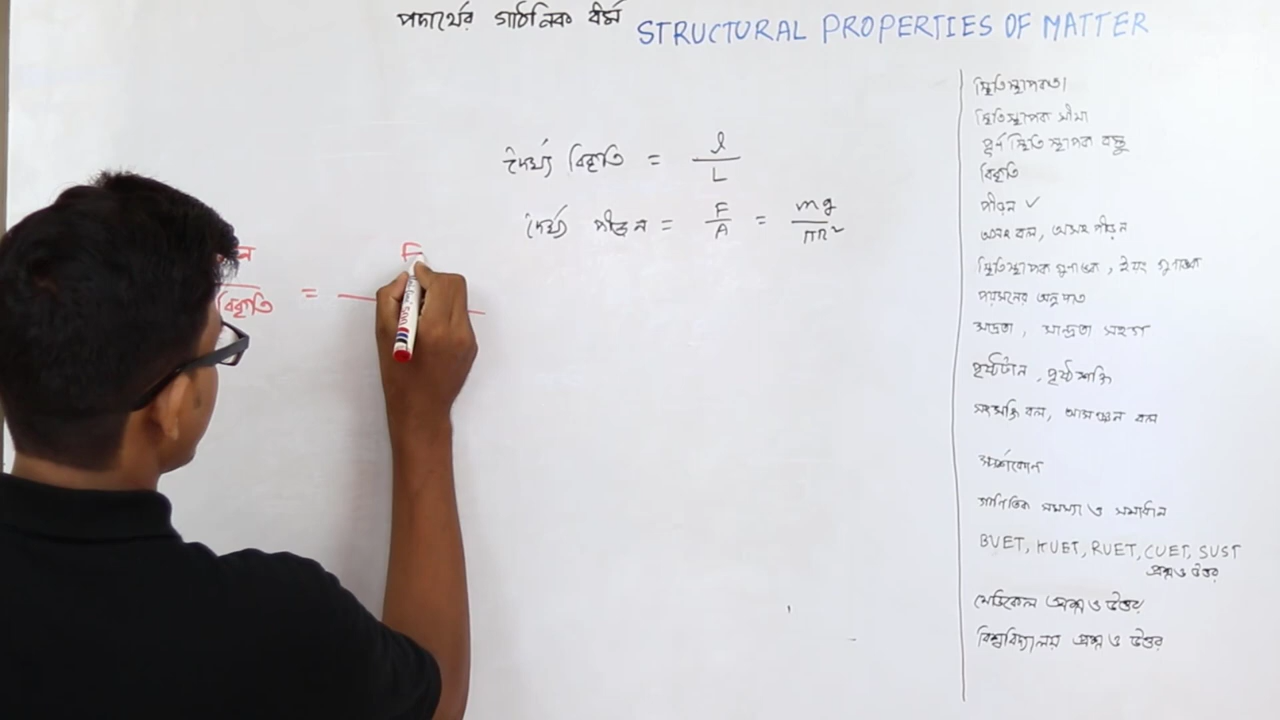 পদার্থের গাঠনিক ধর্ম STRUCTURAL PROPERTIES OF MATTER
দৈর্ঘ্য বিকৃতি = l/L
দৈর্ঘ্য পীড়ন = F/A = mg/πr²
বিকৃতি = F
স্থিতিস্থাপকতা
স্থিতিস্থাপক সীমা
পূর্ণ স্থিতিস্থাপক বস্তু
বিকৃতি
পীড়ন ✓
অসহ বল, অসহ পীড়ন
স্থিতিস্থাপক গুণাঙ্ক, ইয়ং গুণাঙ্ক
পয়সনের অনুপাত
সান্দ্রতা, সান্দ্রতা সহগ
পৃষ্ঠটান, পৃষ্ঠশক্তি
সংসক্তি বল, আসঞ্জন বল
স্পর্শকোণ
গাণিতিক সমস্যা ও সমাধান
BUET, KUET, RUET, CUET, SUST
প্রশ্ন ও উত্তর
মেডিকেল প্রশ্ন ও উত্তর
বিশ্ববিদ্যালয় প্রশ্ন ও উত্তর